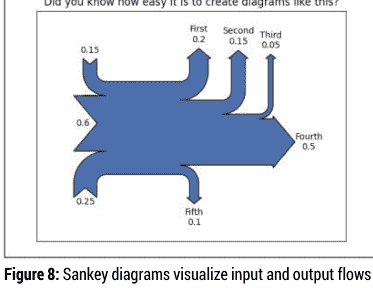 Did you know how easy it is to create diagrams like this?
First
0.2
Second
0.15
Third
0.05
0.15
0.6
Fourth
0.5
0.25
Fifth
0.1
Figure 8: Sankey diagrams visualize input and output flows